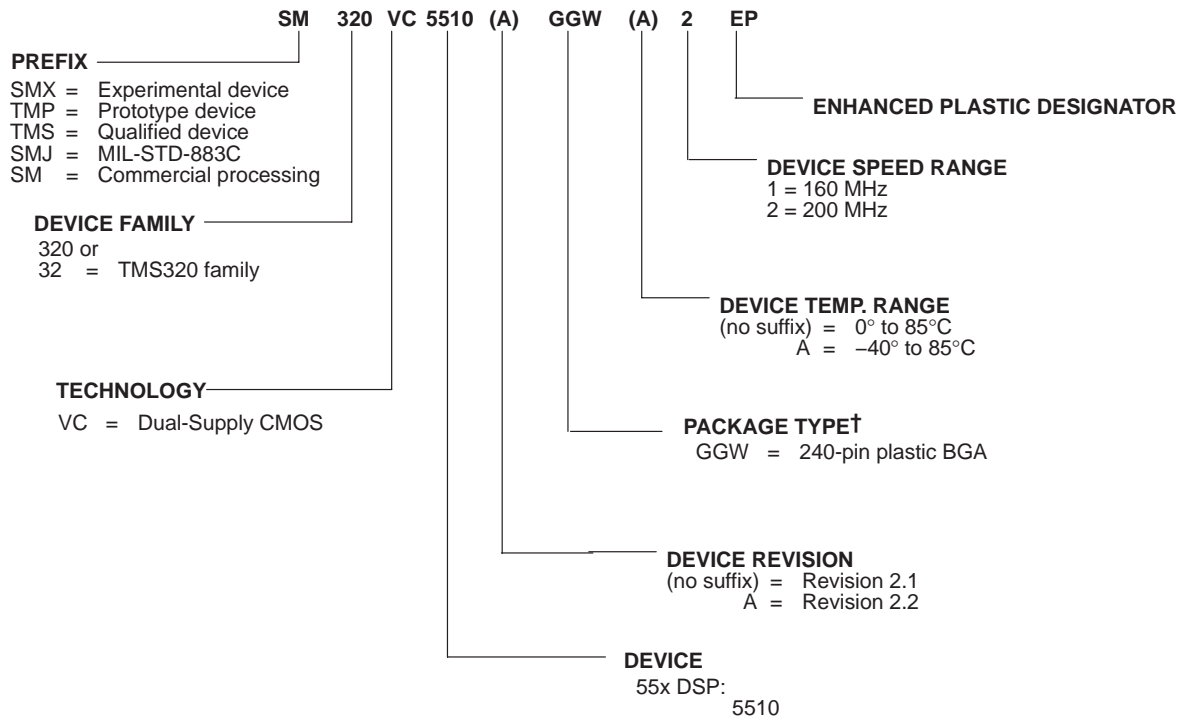 SM 320 VC 5510 (A) GGW (A) 2 EP
PREFIX
SMX = Experimental device
TMP = Prototype device
TMS = Qualified device
SMJ = MIL-STD-883C
SM = Commercial processing
ENHANCED PLASTIC DESIGNATOR
DEVICE SPEED RANGE
1 = 160 MHz
2 = 200 MHz
DEVICE FAMILY
320 or
32 = TMS320 family
DEVICE TEMP. RANGE
(no suffix) = 0° to 85°C
A = –40° to 85°C
TECHNOLOGY
VC = Dual-Supply CMOS
PACKAGE TYPE†
GGW = 240-pin plastic BGA
DEVICE REVISION
(no suffix) = Revision 2.1
A = Revision 2.2
DEVICE
55x DSP:
5510